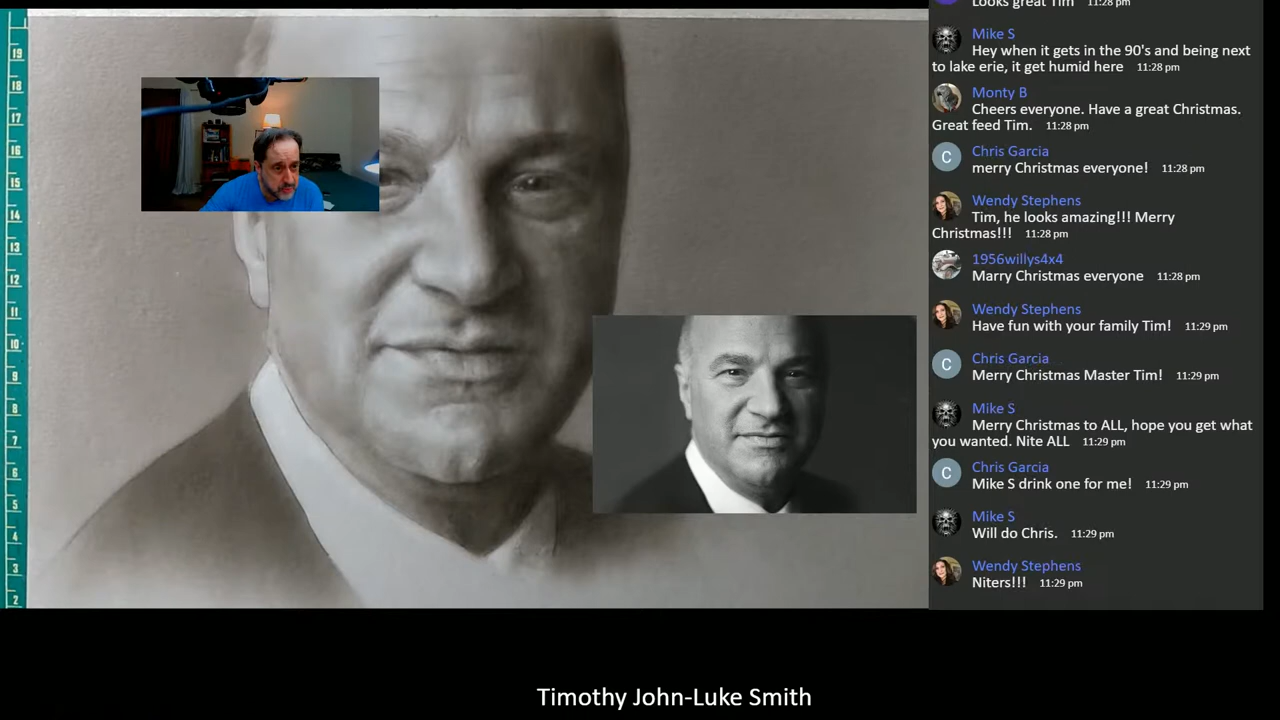 19
18
17
16
15
14
13
12
11
10
9
8
7
6
5
4
3
2
Looks great Tim 11:28 pm
Mike S
Hey when it gets in the 90's and being next
to lake erie, it get humid here 11:28 pm
Monty B
Cheers everyone. Have a great Christmas.
Great feed Tim. 11:28 pm
C
Chris Garcia
merry Christmas everyone! 11:28 pm
Wendy Stephens
Tim, he looks amazing!!! Merry
Christmas!!! 11:28 pm
1956willys4x4
Marry Christmas everyone 11:28 pm
Wendy Stephens
Have fun with your family Tim! 11:29 pm
C
Chris Garcia
Merry Christmas Master Tim! 11:29 pm
Mike S
Merry Christmas to ALL, hope you get what
you wanted. Nite ALL 11:29 pm
C
Chris Garcia
Mike S drink one for me! 11:29 pm
Mike S
Will do Chris. 11:29 pm
Wendy Stephens
Niters!!! 11:29 pm
Timothy John-Luke Smith